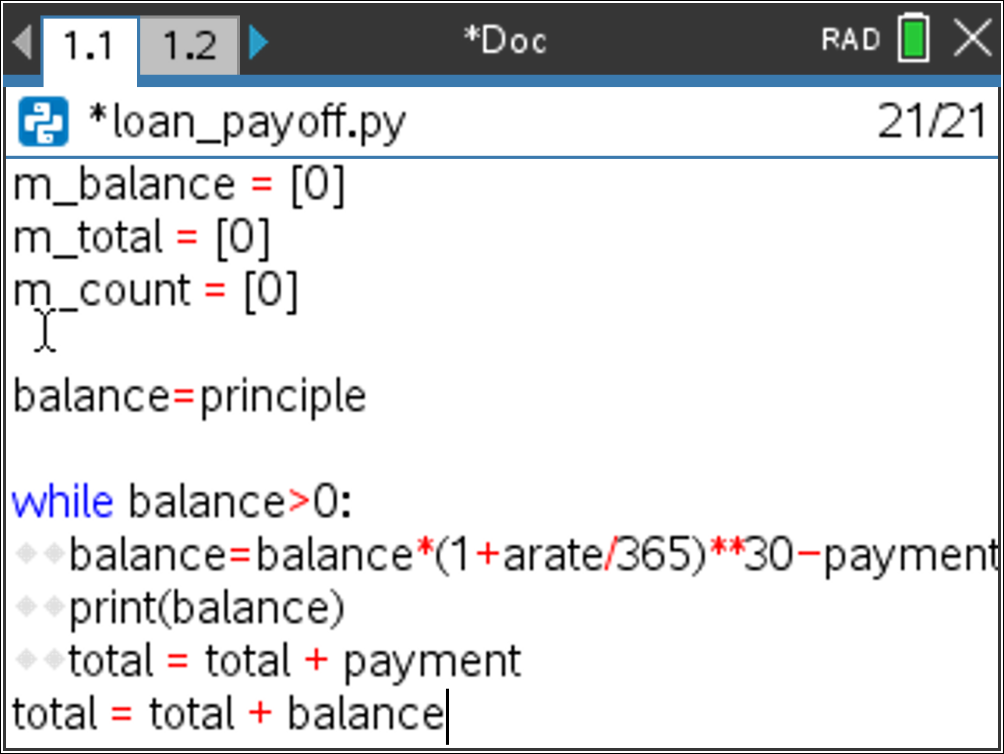 1.1 1.2 *Doc RAD
*loan_payoff.py 21/21
m_balance = [0]
m_total = [0]
m_count = [0]
balance=principle
while balance>0:
balance=balance*(1+arate/365)**30−payment
print(balance)
total = total + payment
total = total + balance